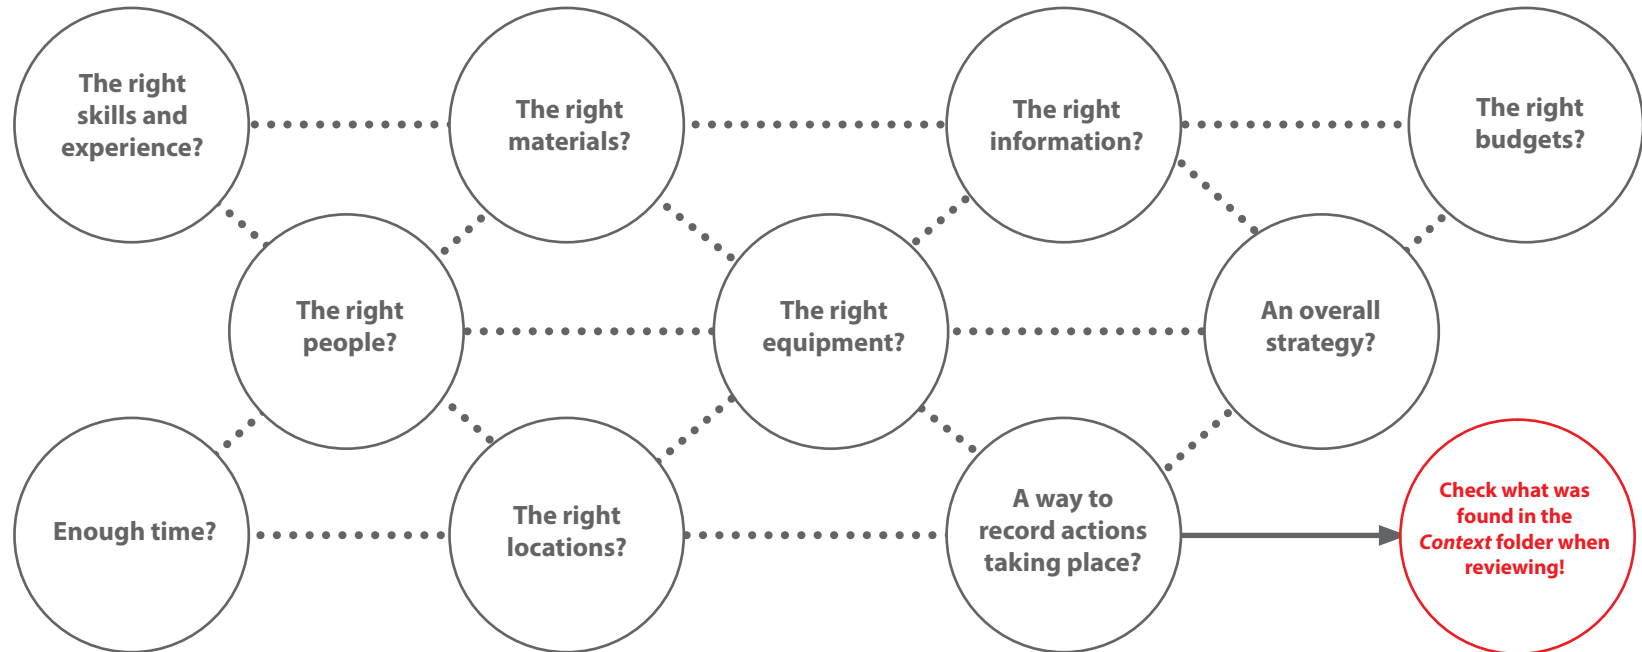 The right
skills and
experience?
The right
materials?
The right
information?
The right
budgets?
The right
people?
The right
equipment?
An overall
strategy?
Enough time?
The right
locations?
A way to
record actions
taking place?
Check what was
found in the
Context folder when
reviewing!